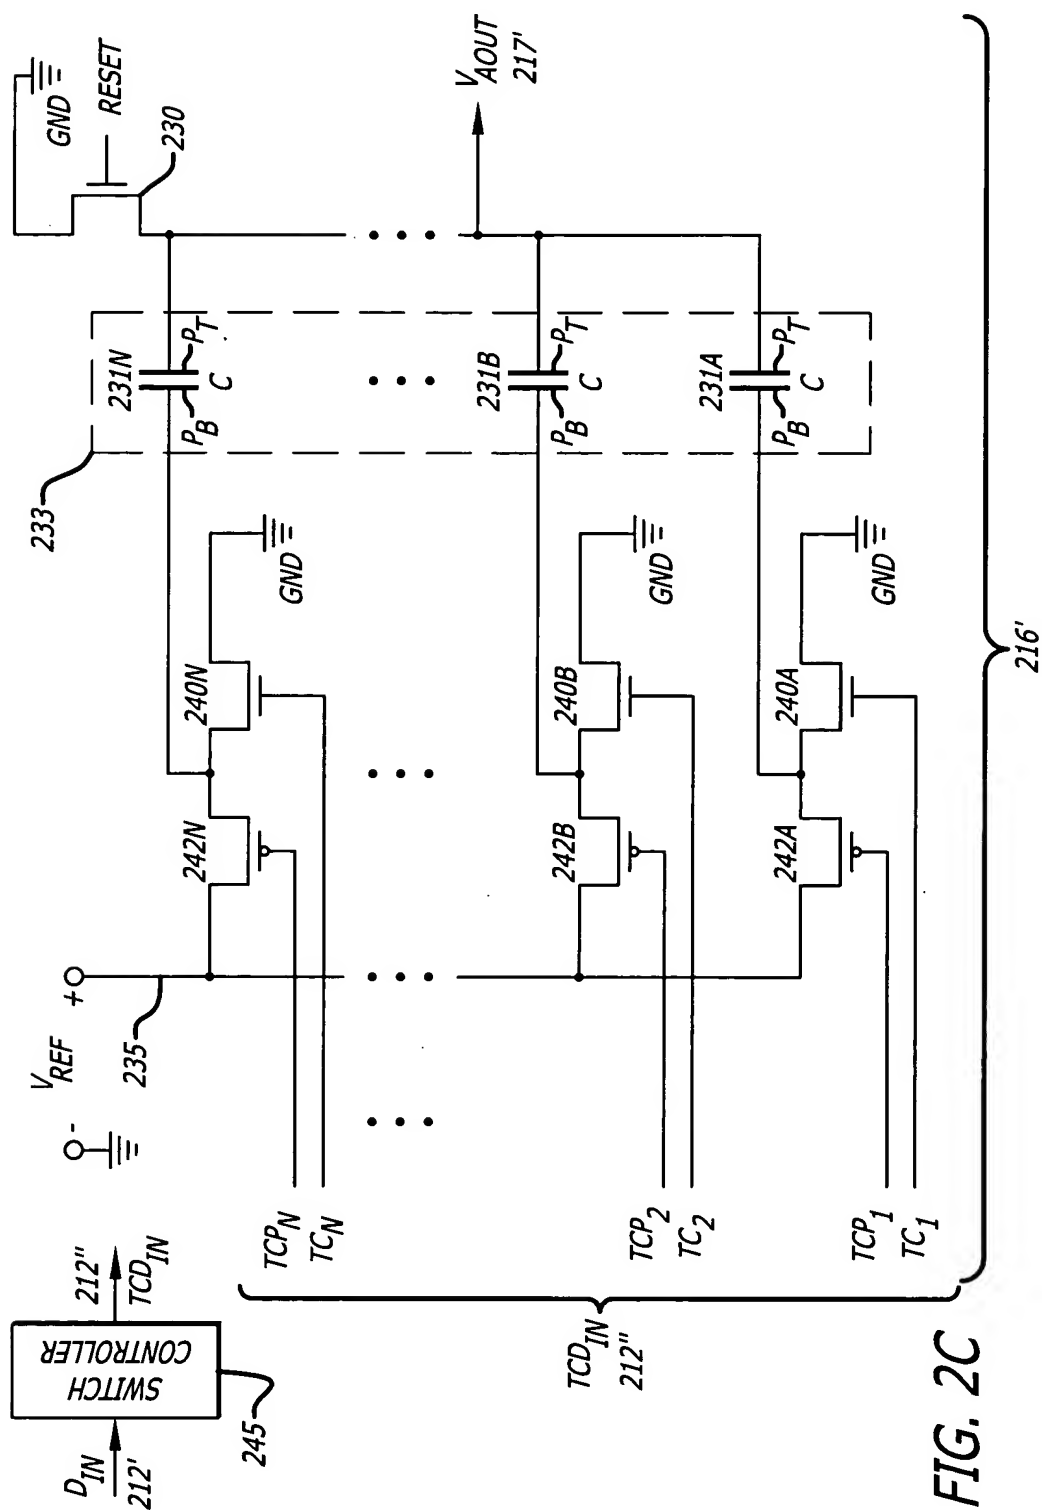 D_IN
212'
SWITCH
CONTROLLER
245
212"
TCD_IN
- V_REF +
235
233
GND
RESET
230
TCP_N
TC_N
242N
240N
GND
231N
P_B
P_T
C
V_AOUT
217'
TCP_2
TC_2
242B
240B
GND
231B
P_B
P_T
C
TCP_1
TC_1
242A
240A
GND
231A
P_B
P_T
C
TCD_IN
212"
216'
FIG. 2C